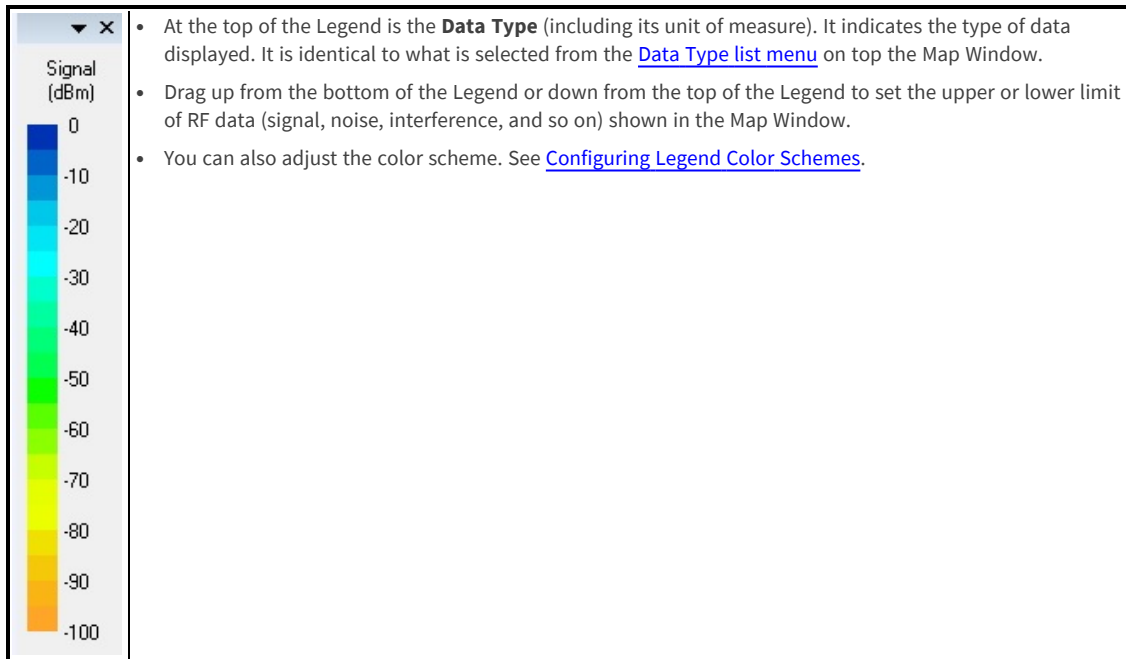 Signal
(dBm)
0
-10
-20
-30
-40
-50
-60
-70
-80
-90
-100
• At the top of the Legend is the Data Type (including its unit of measure). It indicates the type of data
displayed. It is identical to what is selected from the Data Type list menu on top the Map Window.
• Drag up from the bottom of the Legend or down from the top of the Legend to set the upper or lower limit
of RF data (signal, noise, interference, and so on) shown in the Map Window.
• You can also adjust the color scheme. See Configuring Legend Color Schemes.